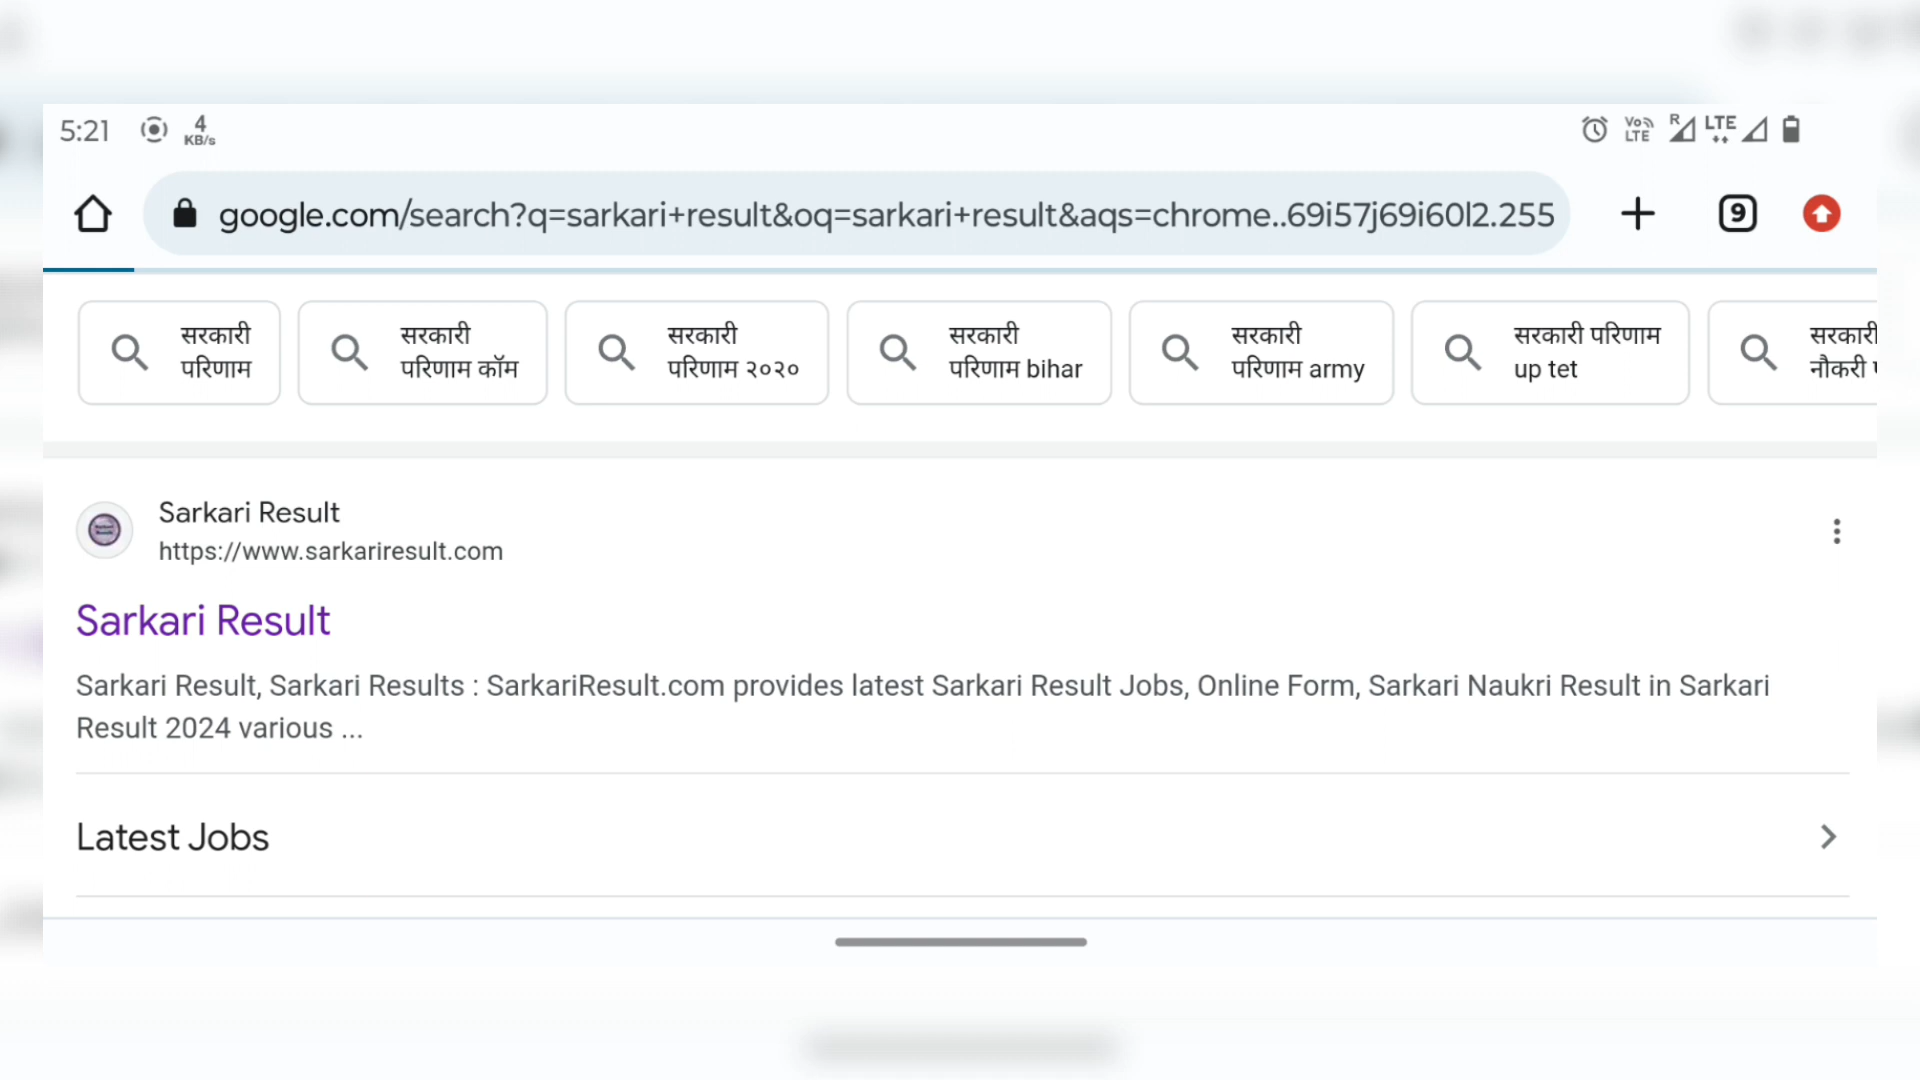 5:21
4
KB/s
Vo
LTE
R
LTE
google.com/search?q=sarkari+result&oq=sarkari+result&aqs=chrome..69i57j69i60l2.255
9
सरकारी
परिणाम
सरकारी
परिणाम कॉम
सरकारी
परिणाम २०२०
सरकारी
परिणाम bihar
सरकारी
परिणाम army
सरकारी परिणाम
up tet
सरकारी
नौकरी
Sarkari Result
https://www.sarkariresult.com
Sarkari Result
Sarkari Result, Sarkari Results : SarkariResult.com provides latest Sarkari Result Jobs, Online Form, Sarkari Naukri Result in Sarkari
Result 2024 various ...
Latest Jobs